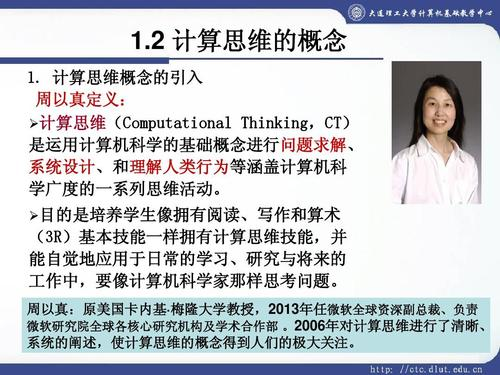 大连理工大学计算机基础教学中心
1.2 计算思维的概念
1. 计算思维概念的引入
周以真定义：
➢计算思维（Computational Thinking，CT）
是运用计算机科学的基础概念进行问题求解、
系统设计、和理解人类行为等涵盖计算机科
学广度的一系列思维活动。
➢目的是培养学生像拥有阅读、写作和算术
（3R）基本技能一样拥有计算思维技能，并
能自觉地应用于日常的学习、研究与将来的
工作中，要像计算机科学家那样思考问题。
周以真：原美国卡内基·梅隆大学教授，2013年任微软全球资深副总裁、负责
微软研究院全球各核心研究机构及学术合作部 。2006年对计算思维进行了清晰、
系统的阐述，使计算思维的概念得到人们的极大关注。
http: //ctc.dlut.edu.cn